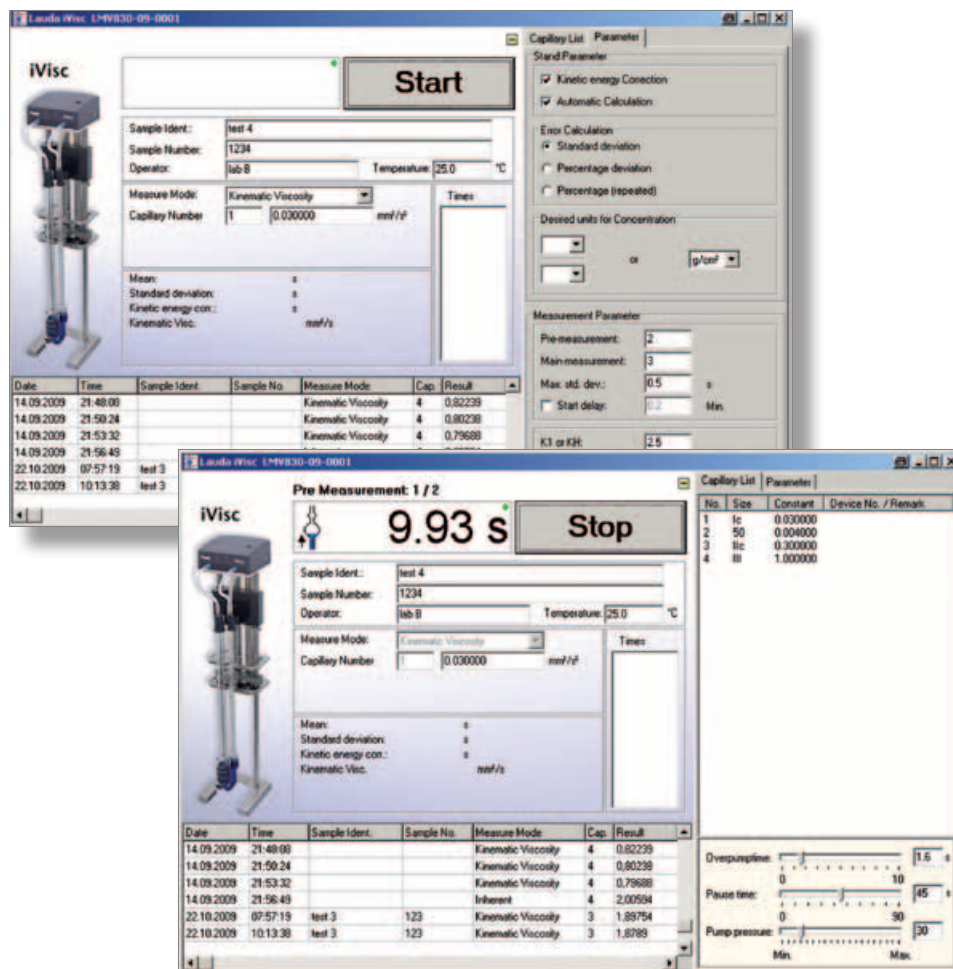 Lauda iVisc LMV830-09-0001
Capillary List Parameter
iVisc
Start
Stand Parameter
Kinetic energy Correction
Automatic Calculation
Sample Ident.: test 4
Sample Number: 1234
Operator: lab B Temperature: 25.0 °C
Error Calculation
Standard deviation
Percentage deviation
Percentage (repeated)
Measure Mode: Kinematic Viscosity
Capillary Number 1 0.030000 mm²/s²
Times
Desired units for Concentration
or g/cm³
Mean: s
Standard deviation: s
Kinetic energy corr.: s
Kinematic Visc. mm²/s
Measurement Parameter
Pre-measurement: 2
Main-measurement: 3
Max. std. dev.: 0.5 s
Start delay: 0.2 Min.
K1 or KH: 2.5
Date Time Sample Ident. Sample No. Measure Mode Cap. Result
14.09.2009 21:48:08 Kinematic Viscosity 4 0,82239
14.09.2009 21:50:24 Kinematic Viscosity 4 0,80238
14.09.2009 21:53:32 Kinematic Viscosity 4 0,79688
14.09.2009 21:56:49
22.10.2009 07:57:19 test 3
22.10.2009 10:13:38 test 3
Lauda iVisc LMV830-09-0001
Pre Measurement: 1 / 2
Capillary List Parameter
iVisc
9.93 s
Stop
No. Size Constant Device No. / Remark
1 Ic 0.030000
2 50 0.004000
3 IIc 0.300000
4 III 1.000000
Sample Ident.: test 4
Sample Number: 1234
Operator: lab B Temperature: 25.0 °C
Measure Mode: Kinematic Viscosity
Capillary Number 1 0.030000 mm²/s²
Times
Mean: s
Standard deviation: s
Kinetic energy corr.: s
Kinematic Visc. mm²/s
Date Time Sample Ident. Sample No. Measure Mode Cap. Result
14.09.2009 21:48:08 Kinematic Viscosity 4 0,82239
14.09.2009 21:50:24 Kinematic Viscosity 4 0,80238
14.09.2009 21:53:32 Kinematic Viscosity 4 0,79688
14.09.2009 21:56:49 Inherent 4 2,00594
22.10.2009 07:57:19 test 3 123 Kinematic Viscosity 3 1,89754
22.10.2009 10:13:38 test 3 123 Kinematic Viscosity 3 1,8789
Overpumptime: 1.6 s
0 10
Pause time: 45 s
0 90
Pump pressure: 30
Min. Max.